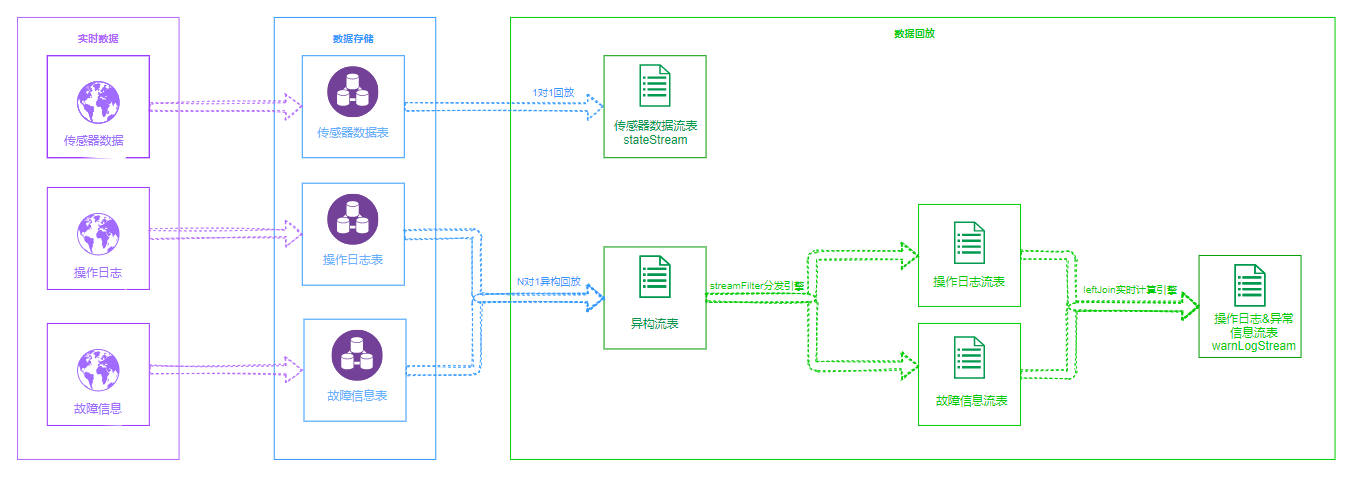 实时数据
数据存储
数据回放
传感器数据
传感器数据表
1对1回放
传感器数据流表
stateStream
操作日志
操作日志表
N对1异构回放
异构流表
streamFilter分发引擎
操作日志流表
leftJoin实时计算引擎
操作日志&异常
信息流表
warnLogStream
故障信息
故障信息表
故障信息流表